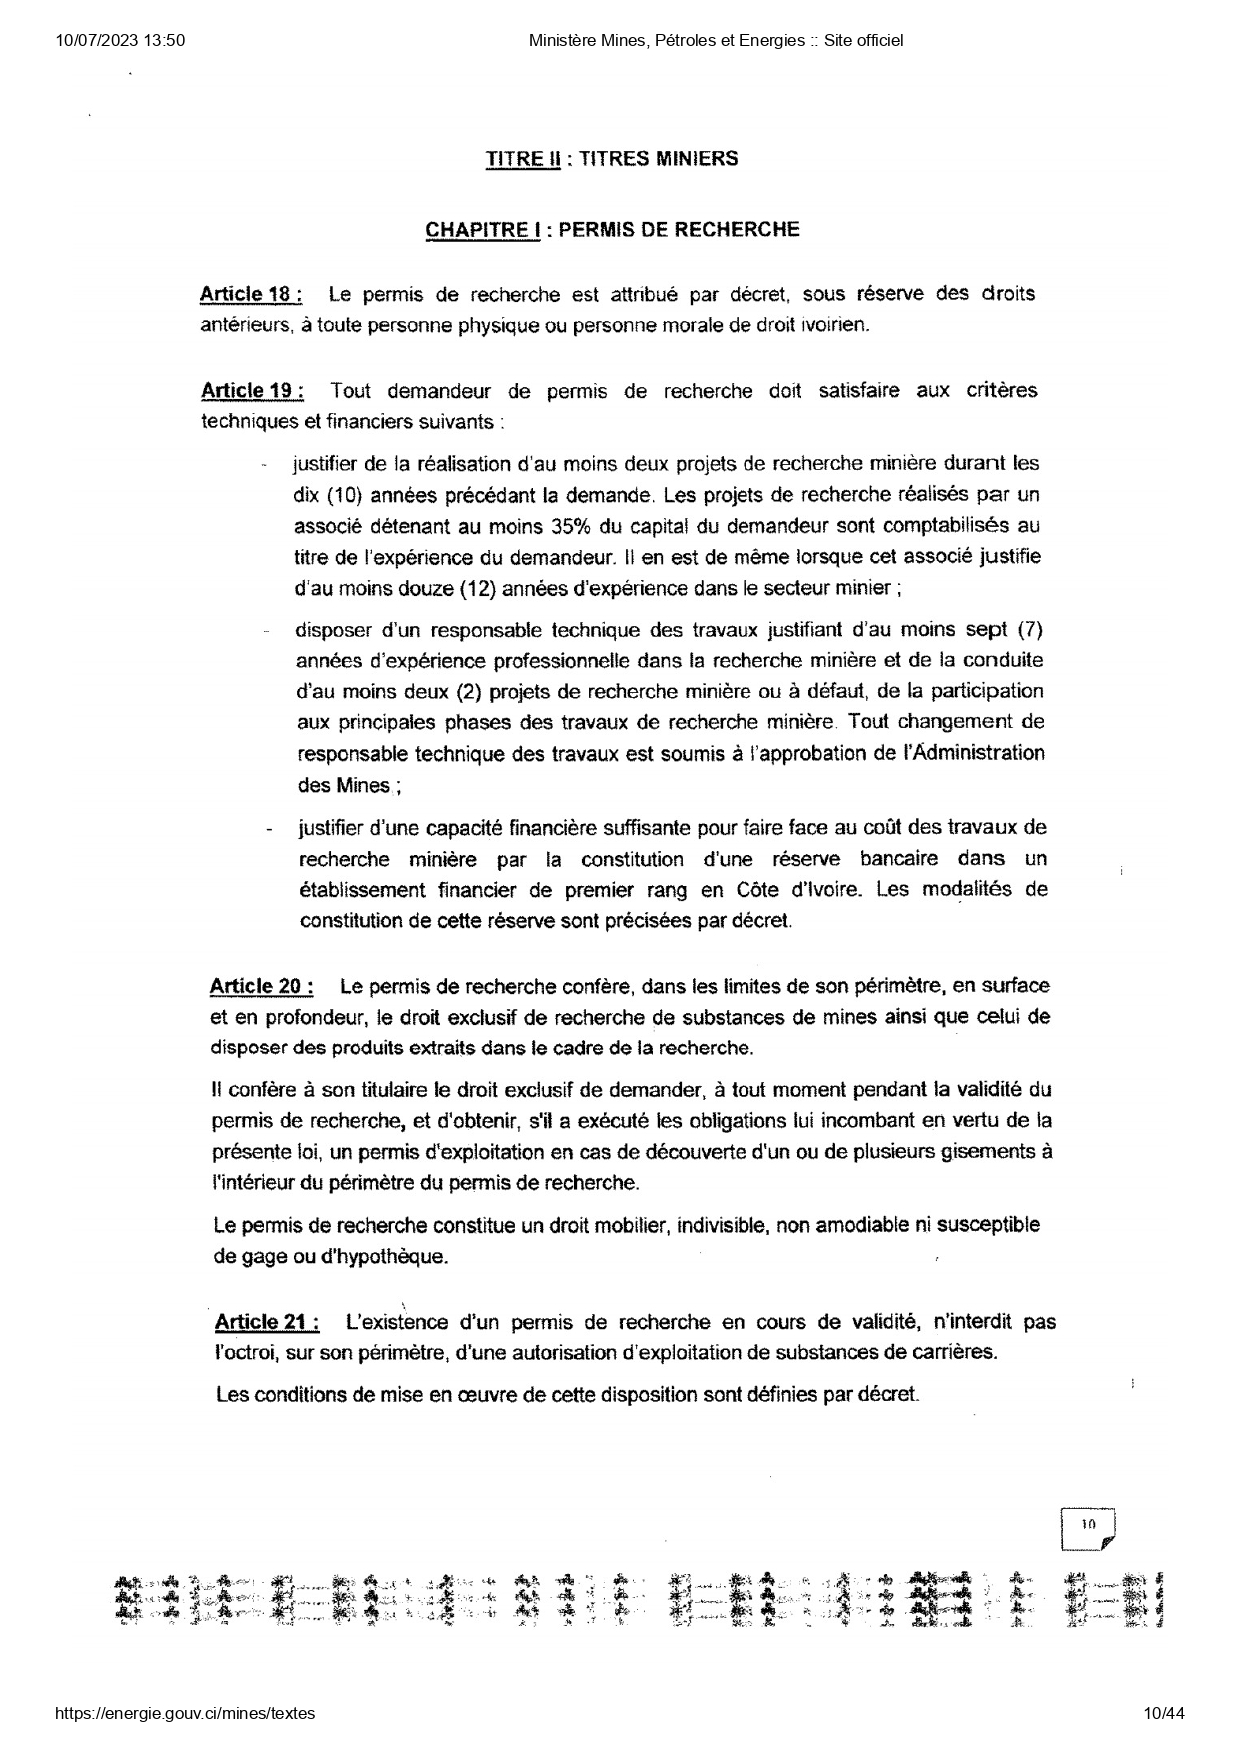 10/07/2023 13:50
Ministère Mines, Pétroles et Energies :: Site officiel
TITRE II : TITRES MINIERS
CHAPITRE I : PERMIS DE RECHERCHE
Article 18 : Le permis de recherche est attribué par décret, sous réserve des droits
antérieurs, à toute personne physique ou personne morale de droit ivoirien.
Article 19 : Tout demandeur de permis de recherche doit satisfaire aux critères
techniques et financiers suivants :
- justifier de la réalisation d'au moins deux projets de recherche minière durant les
dix (10) années précédant la demande. Les projets de recherche réalisés par un
associé détenant au moins 35% du capital du demandeur sont comptabilisés au
titre de l'expérience du demandeur. Il en est de même lorsque cet associé justifie
d'au moins douze (12) années d'expérience dans le secteur minier ;
- disposer d'un responsable technique des travaux justifiant d'au moins sept (7)
années d'expérience professionnelle dans la recherche minière et de la conduite
d'au moins deux (2) projets de recherche minière ou à défaut, de la participation
aux principales phases des travaux de recherche minière. Tout changement de
responsable technique des travaux est soumis à l'approbation de l'Administration
des Mines ;
- justifier d'une capacité financière suffisante pour faire face au coût des travaux de
recherche minière par la constitution d'une réserve bancaire dans un
établissement financier de premier rang en Côte d'Ivoire. Les modalités de
constitution de cette réserve sont précisées par décret.
Article 20 : Le permis de recherche confère, dans les limites de son périmètre, en surface
et en profondeur, le droit exclusif de recherche de substances de mines ainsi que celui de
disposer des produits extraits dans le cadre de la recherche.
Il confère à son titulaire le droit exclusif de demander, à tout moment pendant la validité du
permis de recherche, et d'obtenir, s'il a exécuté les obligations lui incombant en vertu de la
présente loi, un permis d'exploitation en cas de découverte d'un ou de plusieurs gisements à
l'intérieur du périmètre du permis de recherche.
Le permis de recherche constitue un droit mobilier, indivisible, non amodiable ni susceptible
de gage ou d'hypothèque.
Article 21 : L'existence d'un permis de recherche en cours de validité, n'interdit pas
l'octroi, sur son périmètre, d'une autorisation d'exploitation de substances de carrières.
Les conditions de mise en œuvre de cette disposition sont définies par décret.
10
https://energie.gouv.ci/mines/textes
10/44